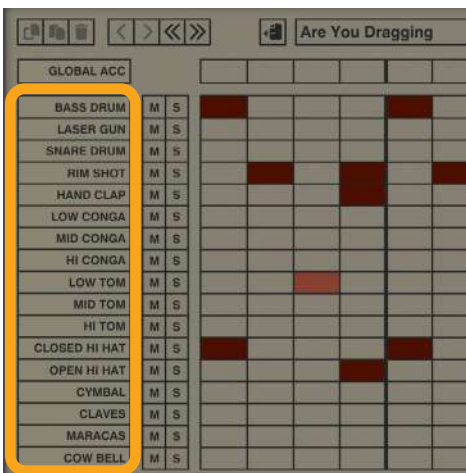 Are You Dragging
GLOBAL ACC
BASS DRUM M S
LASER GUN M S
SNARE DRUM M S
RIM SHOT M S
HAND CLAP M S
LOW CONGA M S
MID CONGA M S
HI CONGA M S
LOW TOM M S
MID TOM M S
HI TOM M S
CLOSED HI HAT M S
OPEN HI HAT M S
CYMBAL M S
CLAVES M S
MARACAS M S
COW BELL M S